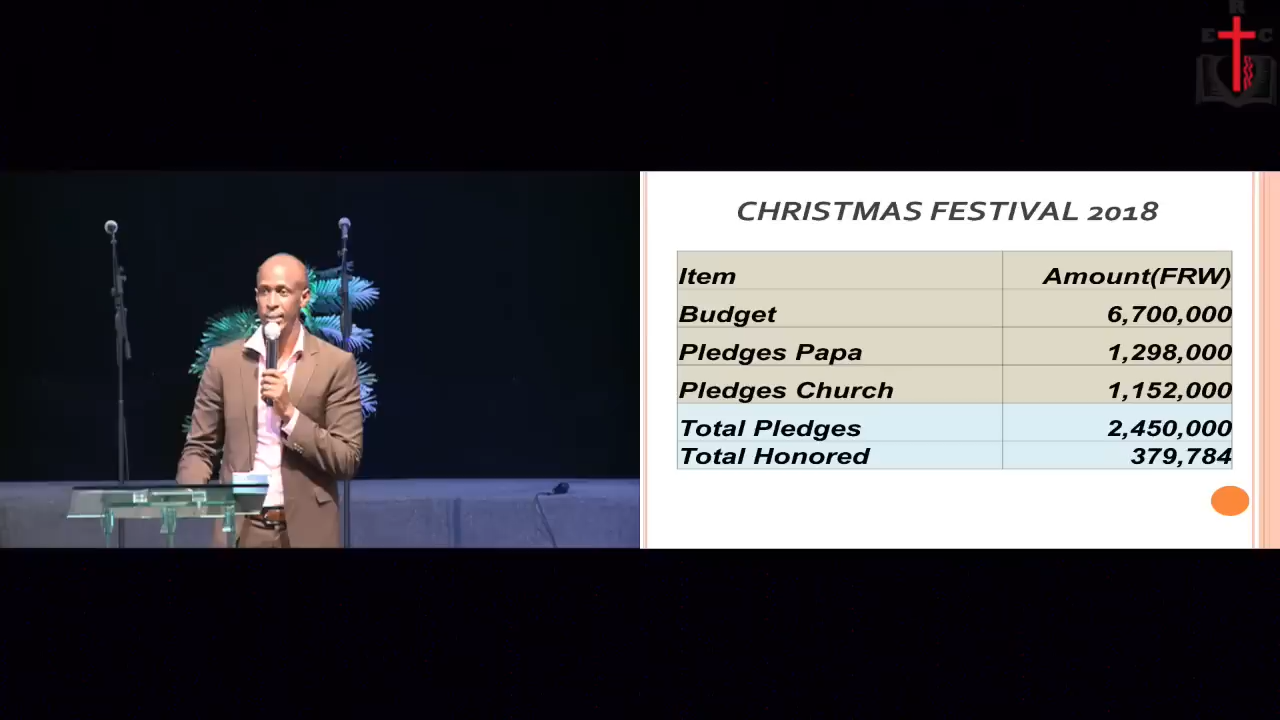 R
E C
CHRISTMAS FESTIVAL 2018
Item Amount(FRW)
Budget 6,700,000
Pledges Papa 1,298,000
Pledges Church 1,152,000
Total Pledges 2,450,000
Total Honored 379,784